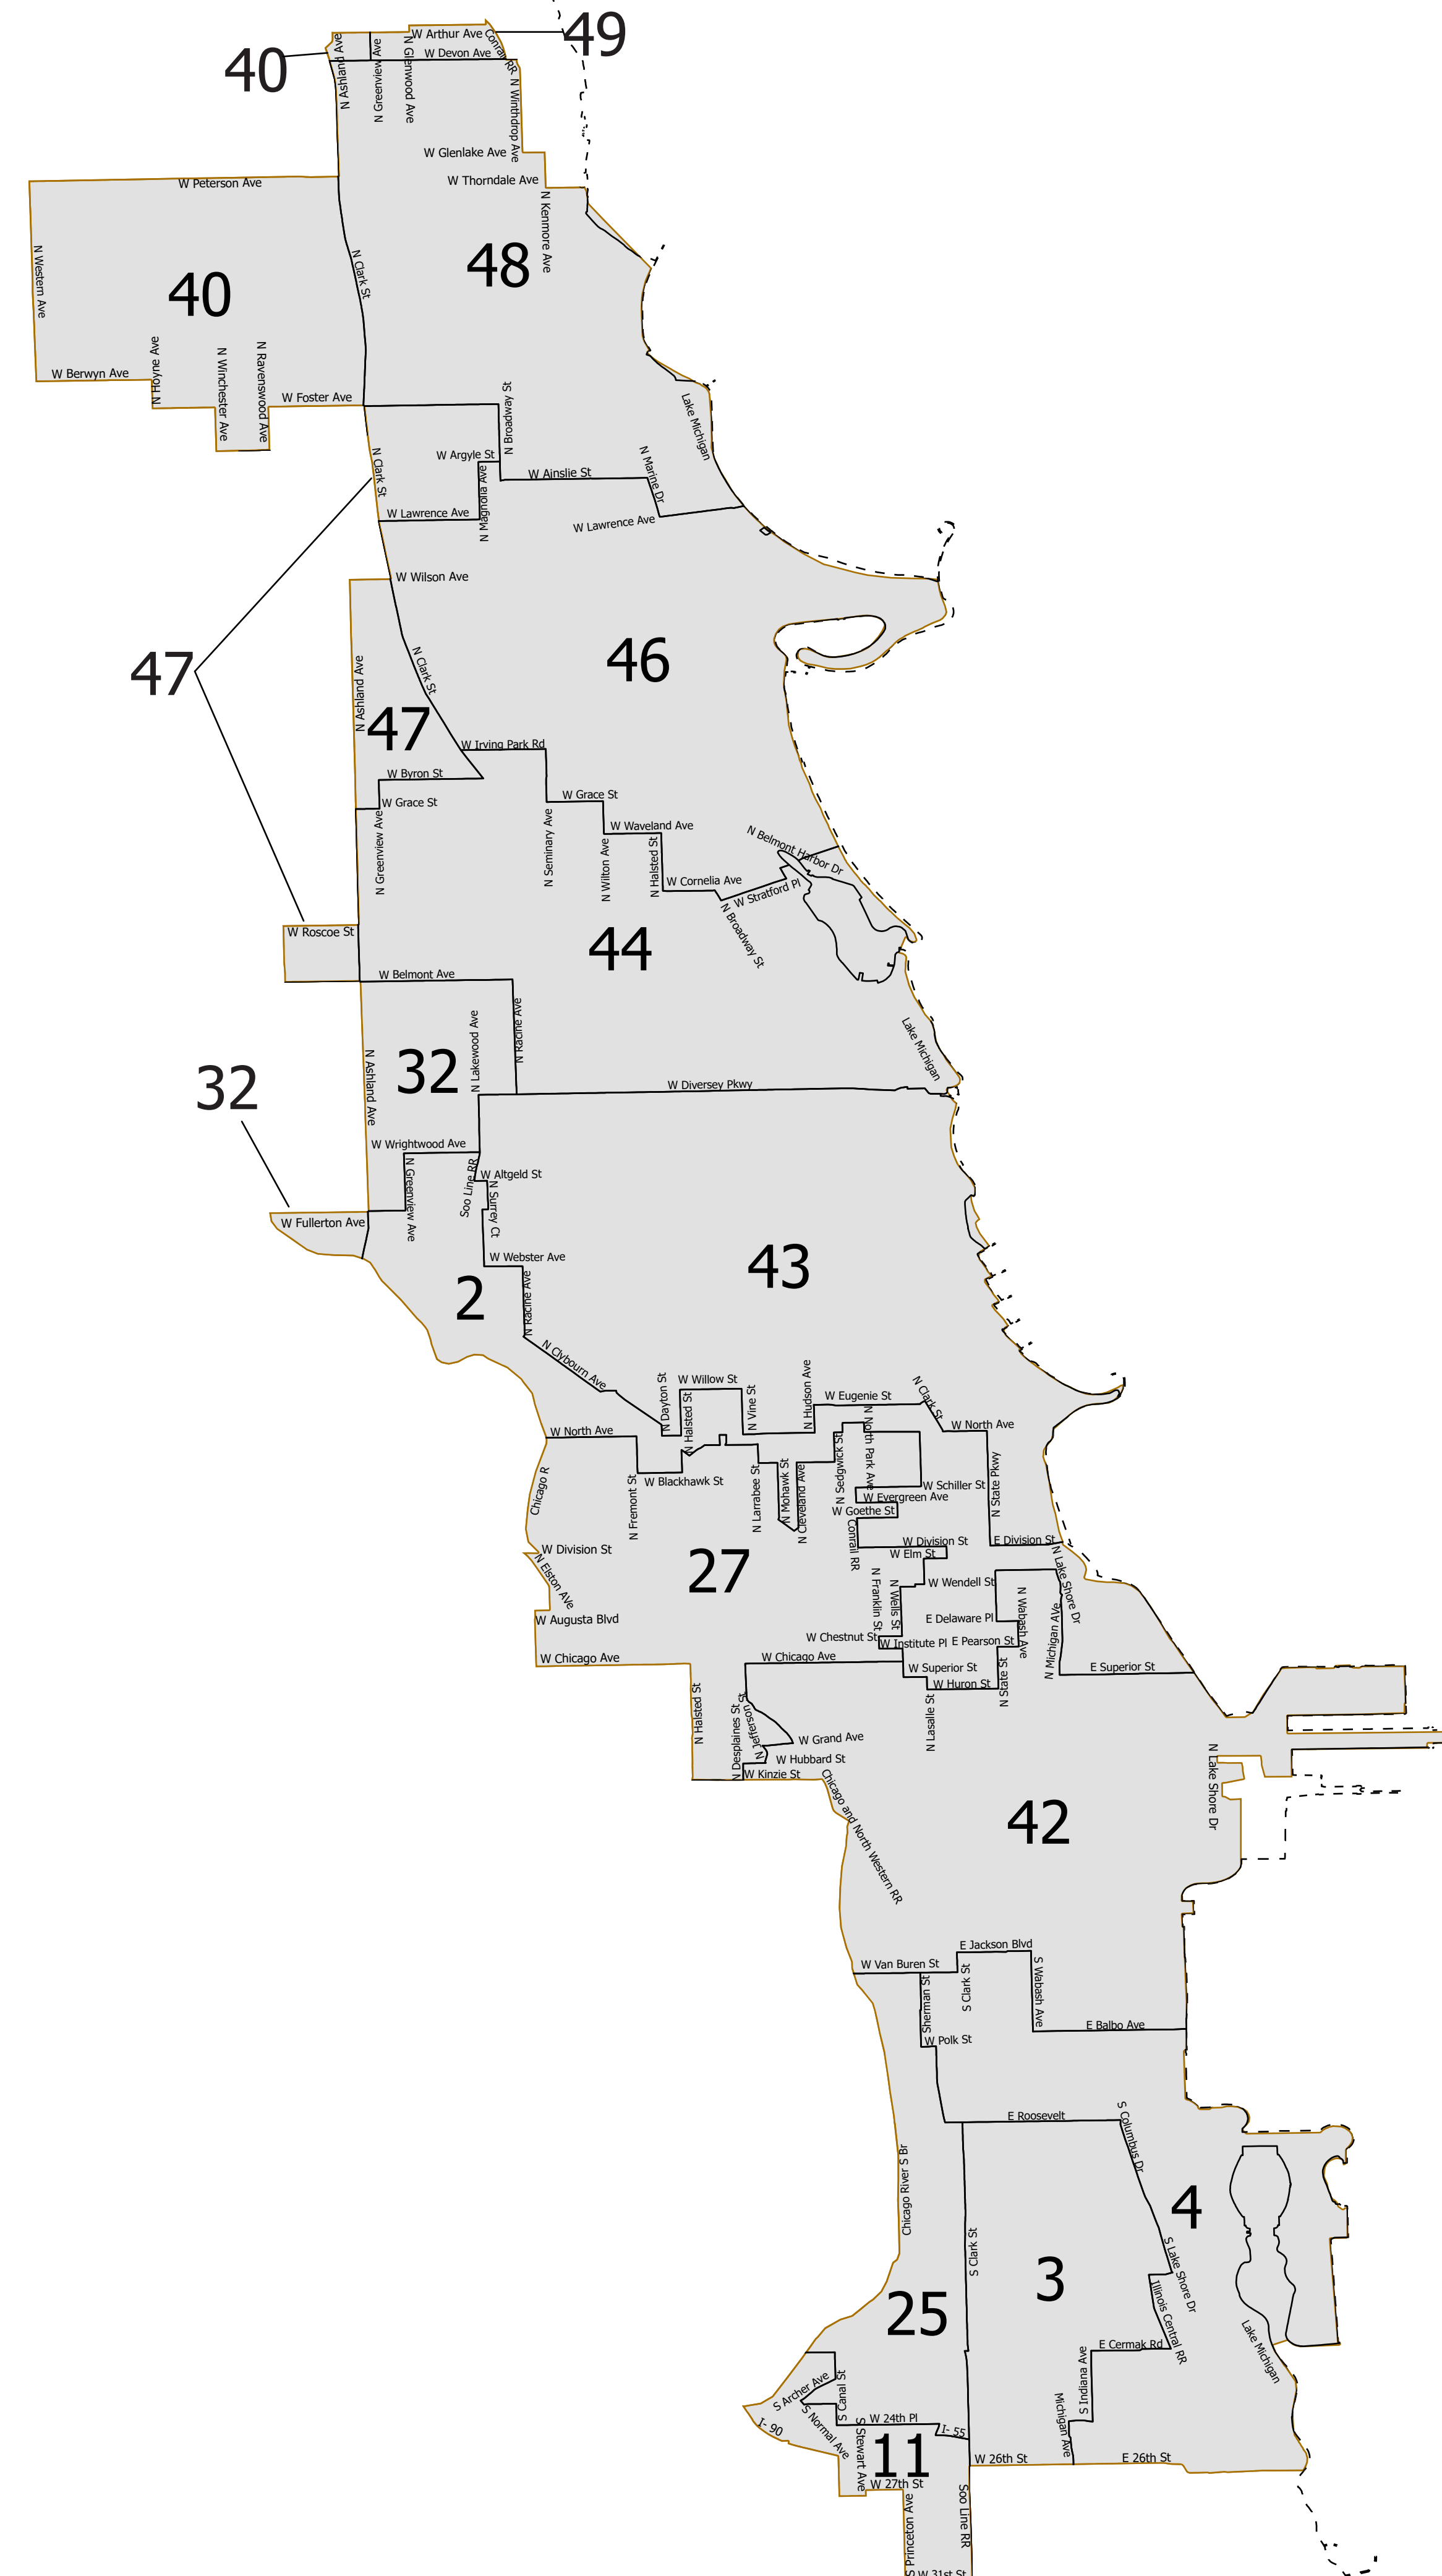 49
W Arthur Ave
40
N Ashland Ave
N Greenview Ave
N Glenwood Ave
W Devon Ave
Conrail RR
N Winthdrop Ave
W Glenlake Ave
W Thorndale Ave
W Peterson Ave
N Kenmore Ave
N Western Ave
N Clark St
48
40
W Berwyn Ave
N Hoyne Ave
N Winchester Ave
N Ravenswood Ave
W Foster Ave
N Broadway St
Lake Michigan
N Clark St
W Argyle St
N Magnolia Ave
W Ainslie St
N Marine Dr
W Lawrence Ave
W Lawrence Ave
W Wilson Ave
47
46
N Ashland Ave
N Clark St
47
W Irving Park Rd
W Byron St
W Grace St
W Grace St
N Greenview Ave
N Seminary Ave
W Waveland Ave
N Wilton Ave
N Halsted St
N Belmont Harbor Dr
W Cornelia Ave
W Stratford Pl
N Broadway St
W Roscoe St
44
W Belmont Ave
N Racine Ave
N Lakewood Ave
Lake Michigan
N Ashland Ave
32
32
W Diversey Pkwy
W Wrightwood Ave
N Greenview Ave
Soo Line RR
W Altgeld St
N Surrey Ct
W Fullerton Ave
W Webster Ave
43
2
N Racine Ave
N Clybourn Ave
N Dayton St
W Willow St
N Halsted St
N Vine St
N Hudson Ave
W Eugenie St
N Clark St
W North Ave
W North Ave
N North Park Ave
N Sedgwick St
N State Pkwy
Chicago R
W Blackhawk St
N Fremont St
N Larrabee St
N Mohawk St
N Cleveland Ave
W Schiller St
W Evergreen Ave
W Goethe St
Conrail RR
W Division St
W Division St
E Division St
W Elm St
N Elston AVe
27
N Franklin St
N Wells St
W Wendell St
N Wabash Ave
N Lake Shore Dr
N Michigan AVe
W Augusta Blvd
E Delaware Pl
W Chestnut St
W Institute Pl
E Pearson St
W Chicago Ave
W Chicago Ave
W Superior St
E Superior St
W Huron St
N State St
N Lasalle St
N Halsted St
N Desplaines St
N Jefferson St
W Grand Ave
W Hubbard St
W Kinzie St
N Lake Shore Dr
Chicago and North Western RR
42
E Jackson Blvd
W Van Buren St
S Clark St
S Wabash Ave
Sherman St
E Balbo Ave
W Polk St
E Roosevelt
S Columbus Dr
Chicago River S Br
4
S Clark St
S Lake Shore Dr
3
Illinois Central RR
25
E Cermak Rd
Lake Michigan
S Indiana Ave
S Archer Ave
S Canal St
Michigan Ave
S Normal Ave
W 24th Pl
I- 90
I- 55
S Stewart Ave
11
W 26th St
E 26th St
W 27th St
Soo Line RR
S Princeton Ave
W 31st St